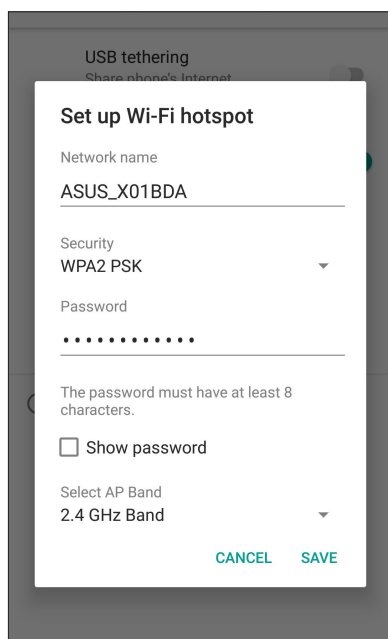 USB tethering
Share phone's Internet
Set up Wi-Fi hotspot
Network name
ASUS_X01BDA
Security
WPA2 PSK
Password
••••••••••••
The password must have at least 8
characters.
Show password
Select AP Band
2.4 GHz Band
CANCEL SAVE